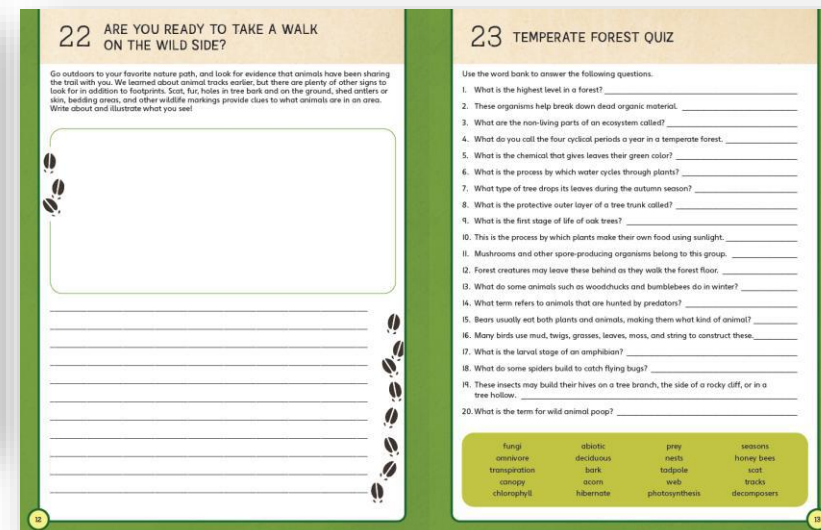 22 ARE YOU READY TO TAKE A WALK
ON THE WILD SIDE?
Go outdoors to your favorite nature path, and look for evidence that animals have been sharing
the trail with you. We learned about animal tracks earlier, but there are plenty of other signs to
look for in addition to footprints. Scat, fur, holes in tree bark and on the ground, shed antlers or
skin, bedding areas, and other wildlife markings provide clues to what animals are in an area.
Write about and illustrate what you see!
12
23 TEMPERATE FOREST QUIZ
Use the word bank to answer the following questions.
1. What is the highest level in a forest?
2. These organisms help break down dead organic material.
3. What are the non-living parts of an ecosystem called?
4. What do you call the four cyclical periods a year in a temperate forest.
5. What is the chemical that gives leaves their green color?
6. What is the process by which water cycles through plants?
7. What type of tree drops its leaves during the autumn season?
8. What is the protective outer layer of a tree trunk called?
9. What is the first stage of life of oak trees?
10. This is the process by which plants make their own food using sunlight.
11. Mushrooms and other spore-producing organisms belong to this group.
12. Forest creatures may leave these behind as they walk the forest floor.
13. What do some animals such as woodchucks and bumblebees do in winter?
14. What term refers to animals that are hunted by predators?
15. Bears usually eat both plants and animals, making them what kind of animal?
16. Many birds use mud, twigs, grasses, leaves, moss, and string to construct these.
17. What is the larval stage of an amphibian?
18. What do some spiders build to catch flying bugs?
19. These insects may build their hives on a tree branch, the side of a rocky cliff, or in a
tree hollow.
20. What is the term for wild animal poop?
fungi abiotic prey seasons
omnivore deciduous nests honey bees
transpiration bark tadpole scat
canopy acorn web tracks
chlorophyll hibernate photosynthesis decomposers
13